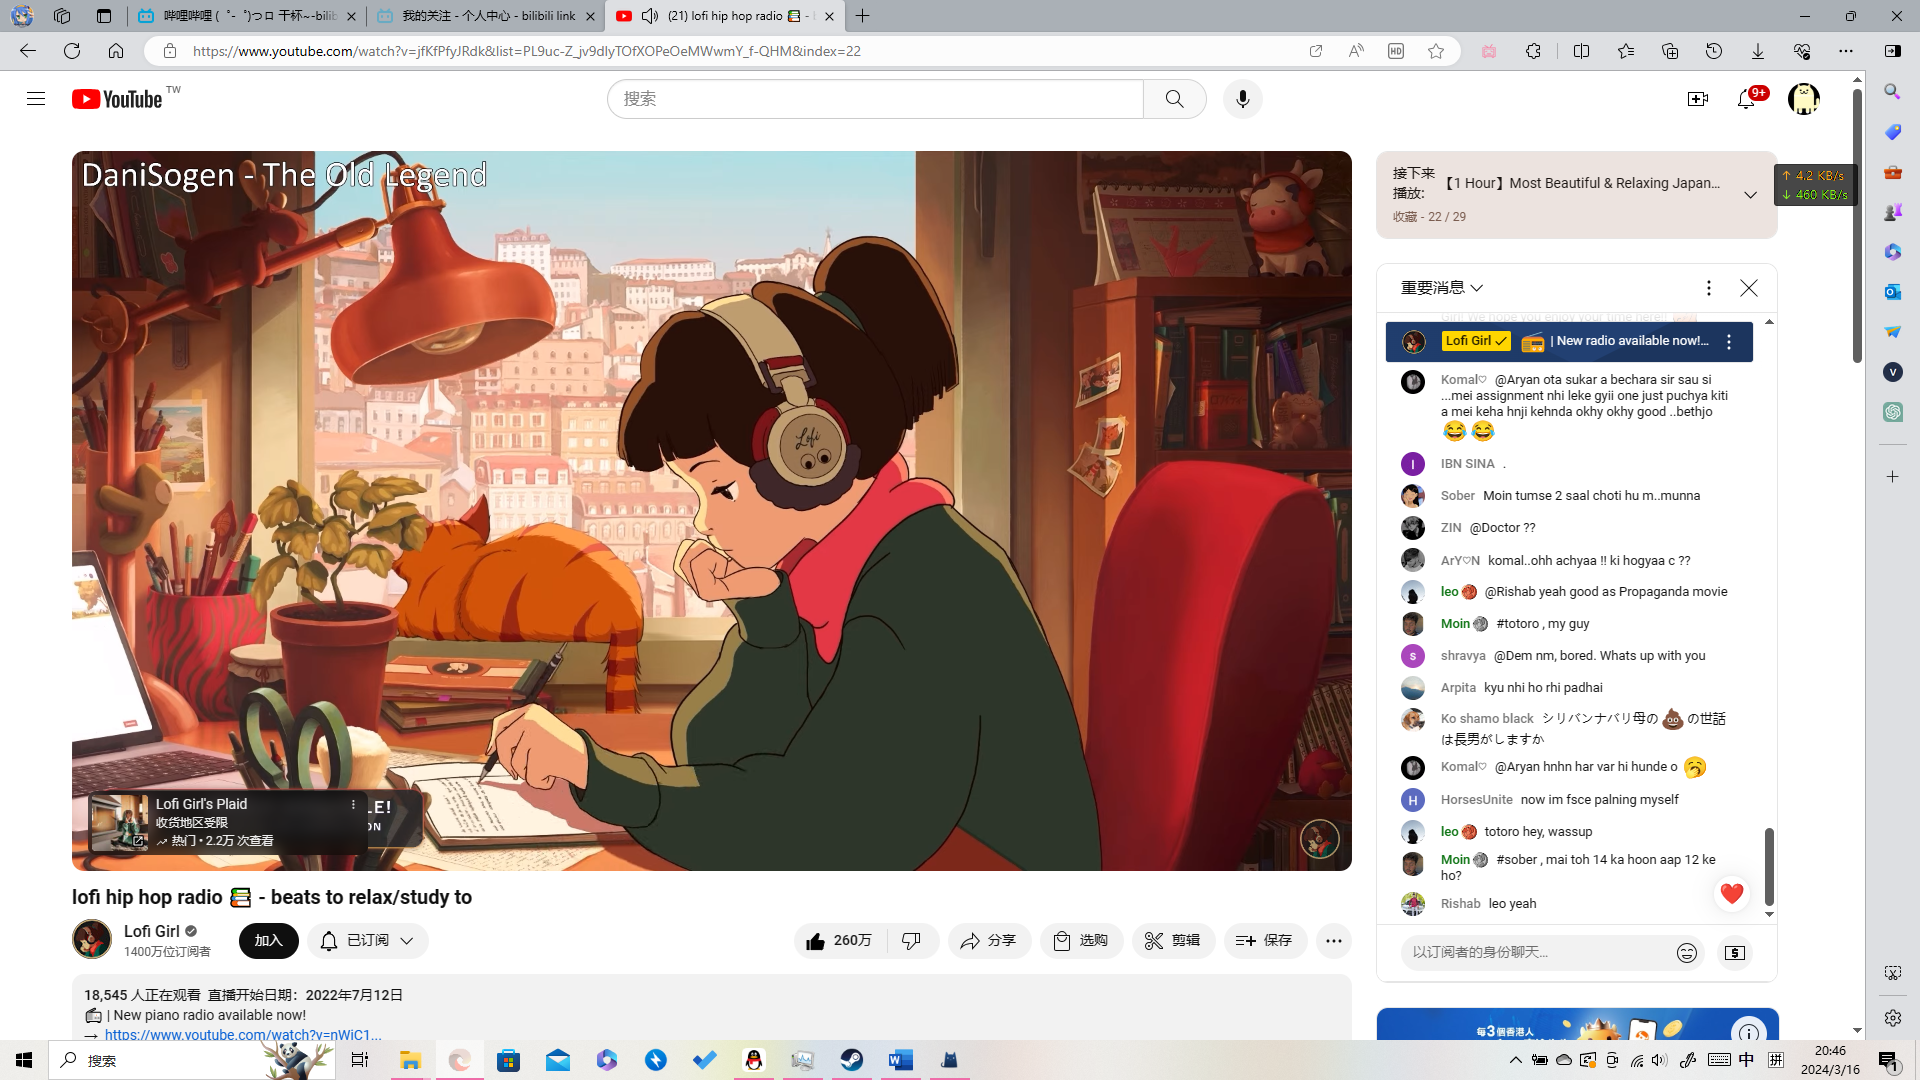 哔哩哔哩 (゜-゜)つロ 干杯~-bilib
我的关注 - 个人中心 - bilibili link
(21) lofi hip hop radio 📚 -
https://www.youtube.com/watch?v=jfKfPfyJRdk&list=PL9uc-Z_jv9dIyTOfXOPeOeMWwmY_f-QHM&index=22
YouTube TW
搜索
9+
DaniSogen - The Old Legend
Lofi
Lofi Girl's Plaid
收货地区受限
热门 • 2.2万 次查看
LE!
ON
接下来播放:
【1 Hour】Most Beautiful & Relaxing Japan...
收藏 - 22 / 29
↑ 4.2 KB/s
↓ 460 KB/s
重要消息
Girl! We hope you enjoy your time here!!
Lofi Girl ✓ 📻 | New radio available now!...
Komal♡ @Aryan ota sukar a bechara sir sau si
...mei assignment nhi leke gyii one just puchya kiti
a mei keha hnji kehnda okhy okhy good ..bethjo
😂😂
I IBN SINA .
Sober Moin tumse 2 saal choti hu m..munna
ZIN @Doctor ??
ArY♡N komal..ohh achyaa !! ki hogyaa c ??
leo @Rishab yeah good as Propaganda movie
Moin #totoro , my guy
s shravya @Dem nm, bored. Whats up with you
Arpita kyu nhi ho rhi padhai
Ko shamo black シリバンナバリ母の💩の世話
は長男がしますか
Komal♡ @Aryan hnhn har var hi hunde o 🥱
H HorsesUnite now im fsce palning myself
leo totoro hey, wassup
Moin #sober , mai toh 14 ka hoon aap 12 ke
ho?
Rishab leo yeah
以订阅者的身份聊天...
每3個香港人
lofi hip hop radio 📚 - beats to relax/study to
Lofi Girl
1400万位订阅者
加入
已订阅
260万
分享
选购
剪辑
保存
18,545 人正在观看 直播开始日期：2022年7月12日
📻 | New piano radio available now!
→ https://www.youtube.com/watch?v=nWiC1...
搜索
中
拼
20:46
2024/3/16
1